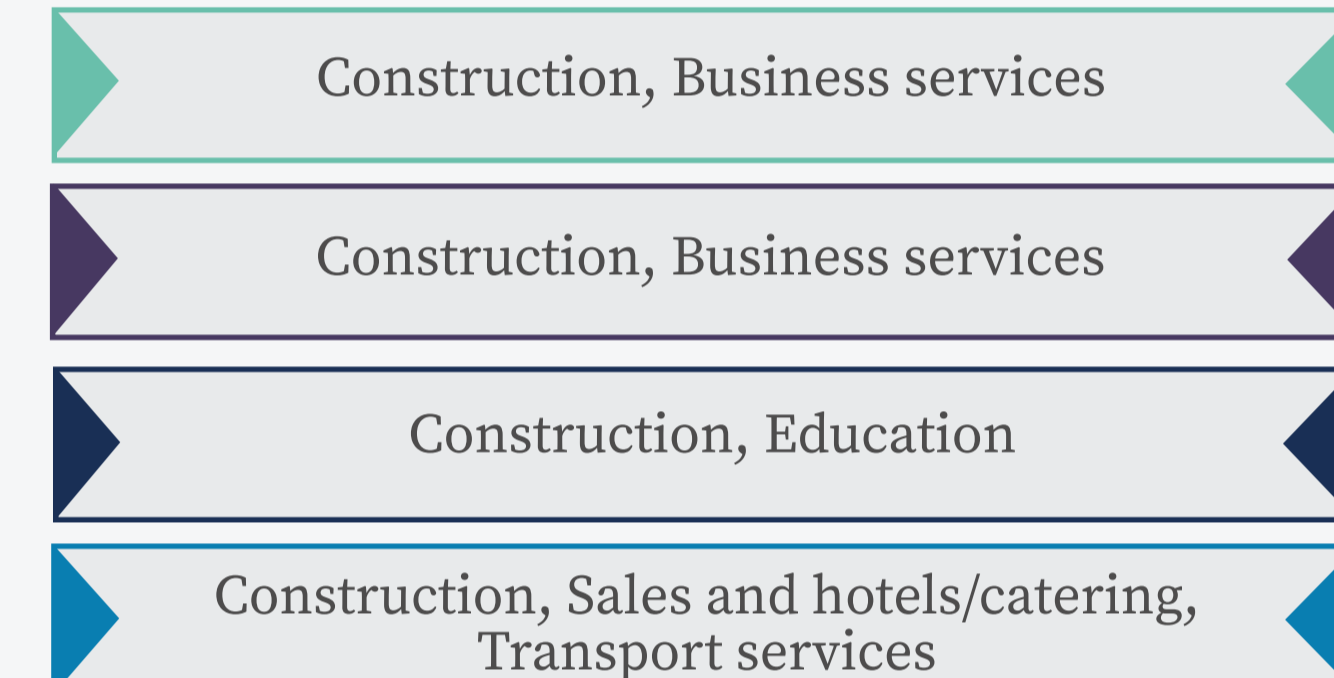 Construction, Business services
Construction, Business services
Construction, Education
Construction, Sales and hotels/catering,
Transport services